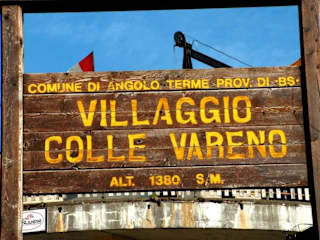 COMUNE DI ANGOLO TERME PROV. DI -BS-
VILLAGGIO
COLLE VARENO
ALT. 1380 S.M.